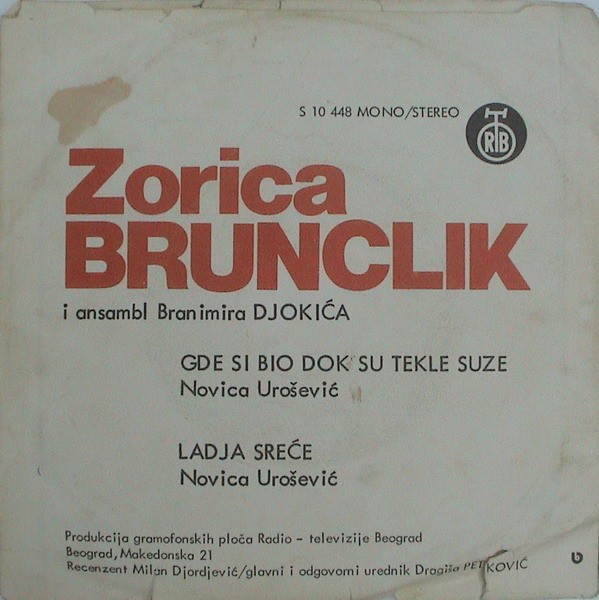 S 10 448 MONO/STEREO
RTB
Zorica
BRUNCLIK
i ansambl Branimira DJOKIĆA
GDE SI BIO DOK SU TEKLE SUZE
Novica Urošević
LADJA SREĆE
Novica Urošević
Produkcija gramofonskih ploča Radio - televizije Beograd
Beograd, Makedonska 21
Recenzent Milan Djordjević/glavni i odgovorni urednik Dragiša PETKOVIĆ
b